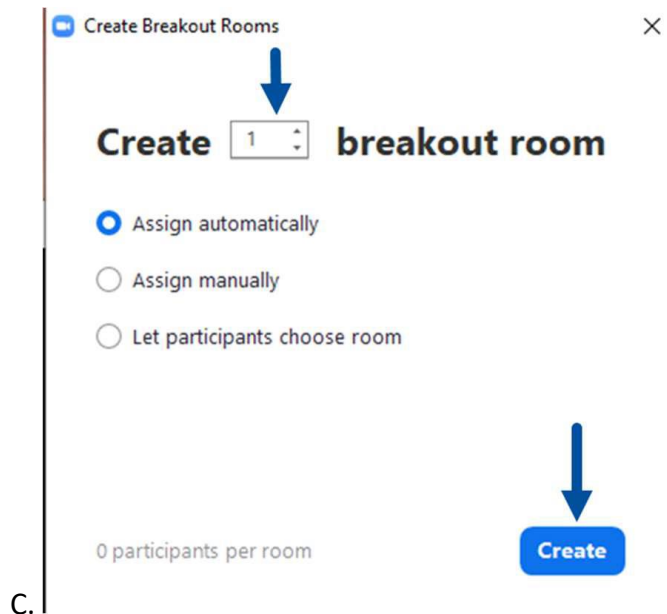 Create Breakout Rooms
Create 1 breakout room
Assign automatically
Assign manually
Let participants choose room
0 participants per room Create
C.